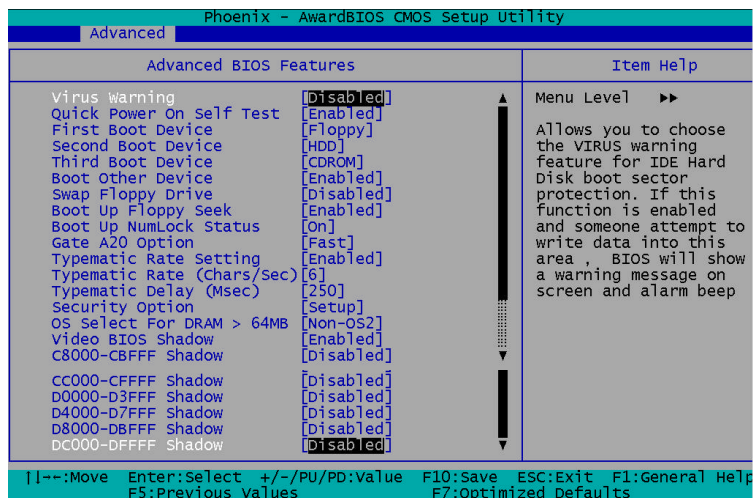 Phoenix - AwardBIOS CMOS Setup Utility
Advanced
Advanced BIOS Features
Item Help
Virus Warning [Disabled]
Quick Power On Self Test [Enabled]
First Boot Device [Floppy]
Second Boot Device [HDD]
Third Boot Device [CDROM]
Boot Other Device [Enabled]
Swap Floppy Drive [Disabled]
Boot Up Floppy Seek [Enabled]
Boot Up NumLock Status [On]
Gate A20 Option [Fast]
Typematic Rate Setting [Enabled]
Typematic Rate (Chars/Sec)[6]
Typematic Delay (Msec) [250]
Security Option [Setup]
OS Select For DRAM > 64MB [Non-OS2]
Video BIOS Shadow [Enabled]
C8000-CBFFF Shadow [Disabled]
CC000-CFFFF Shadow [Disabled]
D0000-D3FFF Shadow [Disabled]
D4000-D7FFF Shadow [Disabled]
D8000-DBFFF Shadow [Disabled]
DC000-DFFFF Shadow [Disabled]
Menu Level ▶▶
Allows you to choose
the VIRUS warning
feature for IDE Hard
Disk boot sector
protection. If this
function is enabled
and someone attempt to
write data into this
area , BIOS will show
a warning message on
screen and alarm beep
:Move Enter:Select +/-/PU/PD:Value F10:Save ESC:Exit F1:General Help
F5:Previous Values F7:Optimized Defaults